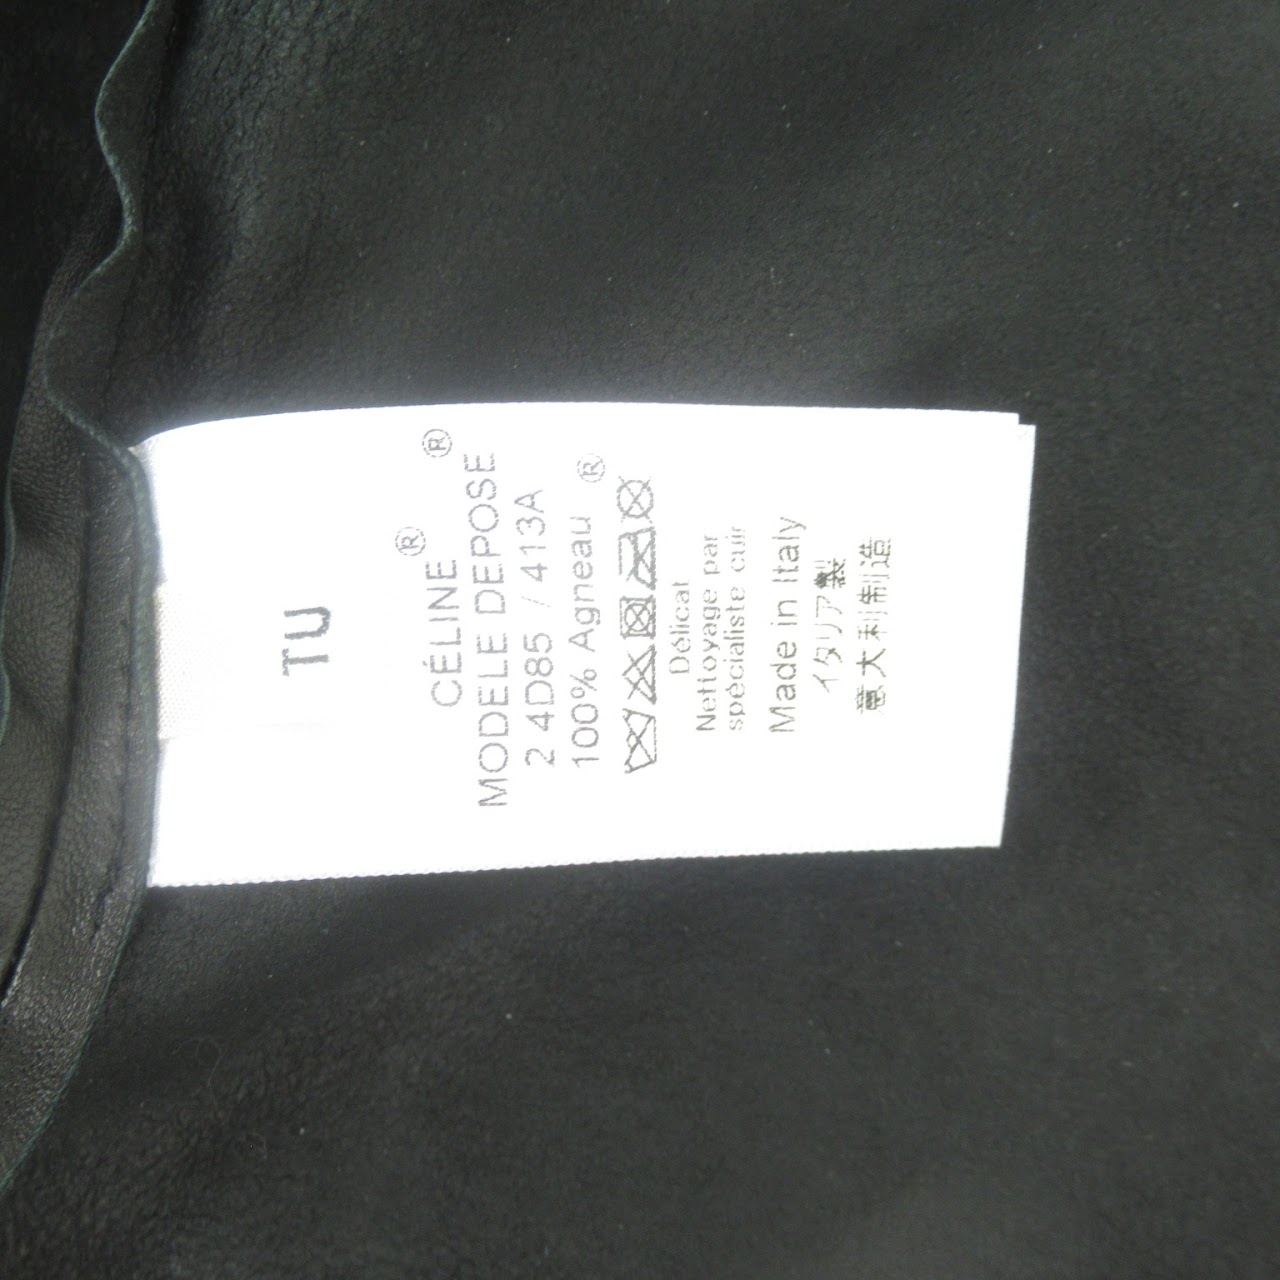 TU
CÉLINE®
MODELE DEPOSE®
2 4D85 / 413A
100% Agneau
®
Délicat
Nettoyage par
spécialiste cuir
Made in Italy
イタリア製
意大利制造